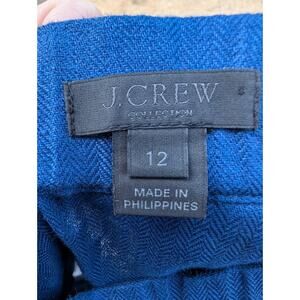 J.CREW
COLLECTION
12
MADE IN
PHILIPPINES